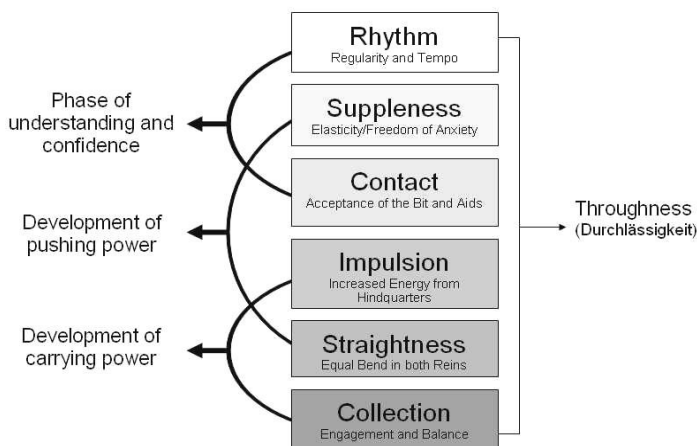 Rhythm
Regularity and Tempo
Phase of
understanding and
confidence
Suppleness
Elasticity/Freedom of Anxiety
Contact
Acceptance of the Bit and Aids
Development of
pushing power
Throughness
(Durchlässigkeit)
Impulsion
Increased Energy from
Hindquarters
Development of
carrying power
Straightness
Equal Bend in both Reins
Collection
Engagement and Balance